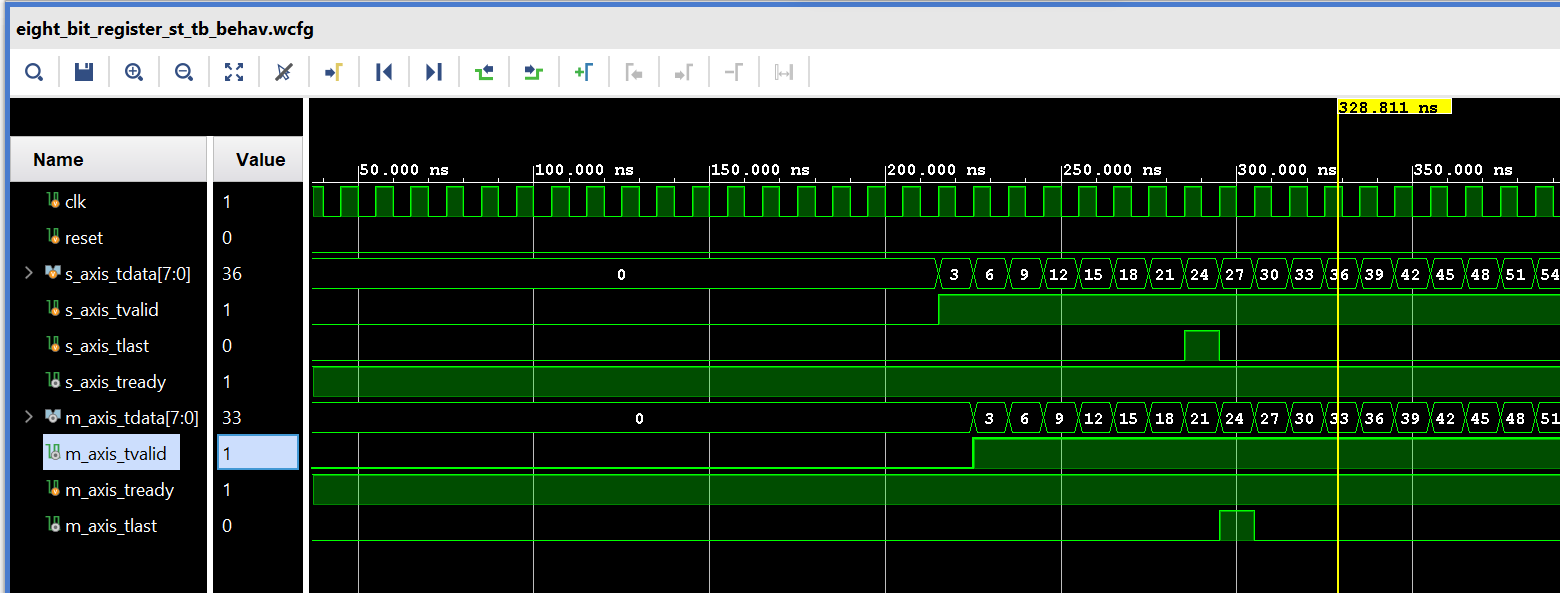 eight_bit_register_st_tb_behav.wcfg
328.811 ns
Name Value
50.000 ns 100.000 ns 150.000 ns 200.000 ns 250.000 ns 300.000 ns 350.000 ns
clk 1
reset 0
s_axis_tdata[7:0] 36 0 3 6 9 12 15 18 21 24 27 30 33 36 39 42 45 48 51 54
s_axis_tvalid 1
s_axis_tlast 0
s_axis_tready 1
m_axis_tdata[7:0] 33 0 3 6 9 12 15 18 21 24 27 30 33 36 39 42 45 48 51
m_axis_tvalid 1
m_axis_tready 1
m_axis_tlast 0